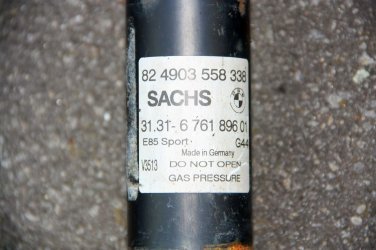 82 4903 558 338
SACHS
31.31- 6 761 896 01
E85 Sport · G44
Made in Germany
V3513 DO NOT OPEN
GAS PRESSURE